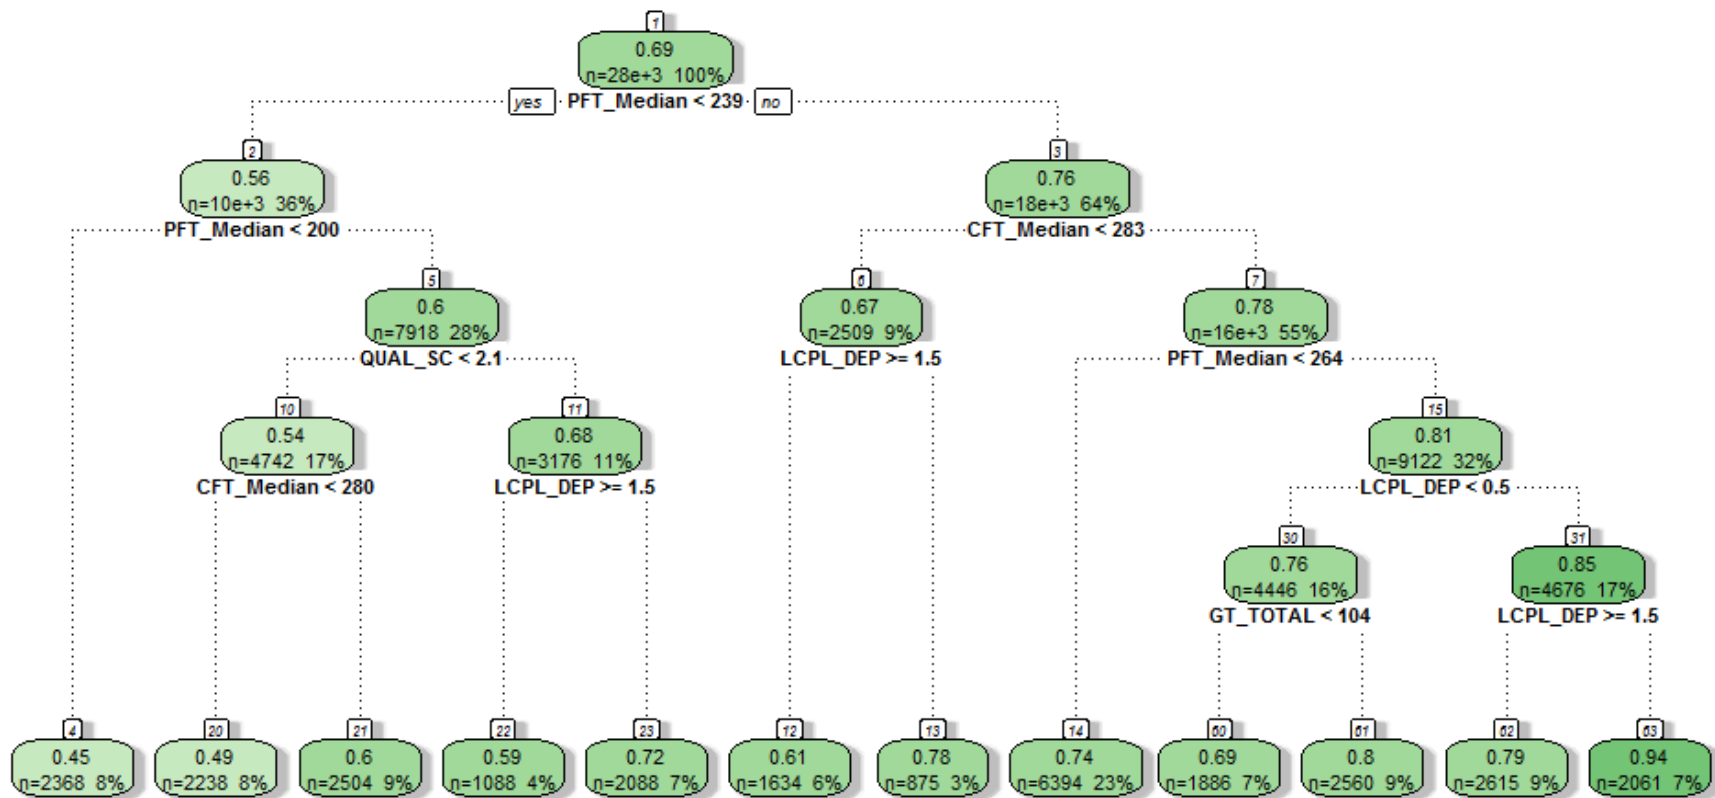 1
0.69
n=28e+3 100%
yes PFT_Median < 239 no
2
0.56
n=10e+3 36%
PFT_Median < 200
3
0.76
n=18e+3 64%
CFT_Median < 283
5
0.6
n=7918 28%
QUAL_SC < 2.1
6
0.67
n=2509 9%
LCPL_DEP >= 1.5
7
0.78
n=16e+3 55%
PFT_Median < 264
10
0.54
n=4742 17%
CFT_Median < 280
11
0.68
n=3176 11%
LCPL_DEP >= 1.5
15
0.81
n=9122 32%
LCPL_DEP < 0.5
30
0.76
n=4446 16%
GT_TOTAL < 104
31
0.85
n=4676 17%
LCPL_DEP >= 1.5
4
0.45
n=2368 8%
20
0.49
n=2238 8%
21
0.6
n=2504 9%
22
0.59
n=1088 4%
23
0.72
n=2088 7%
12
0.61
n=1634 6%
13
0.78
n=875 3%
14
0.74
n=6394 23%
60
0.69
n=1886 7%
61
0.8
n=2560 9%
62
0.79
n=2615 9%
63
0.94
n=2061 7%